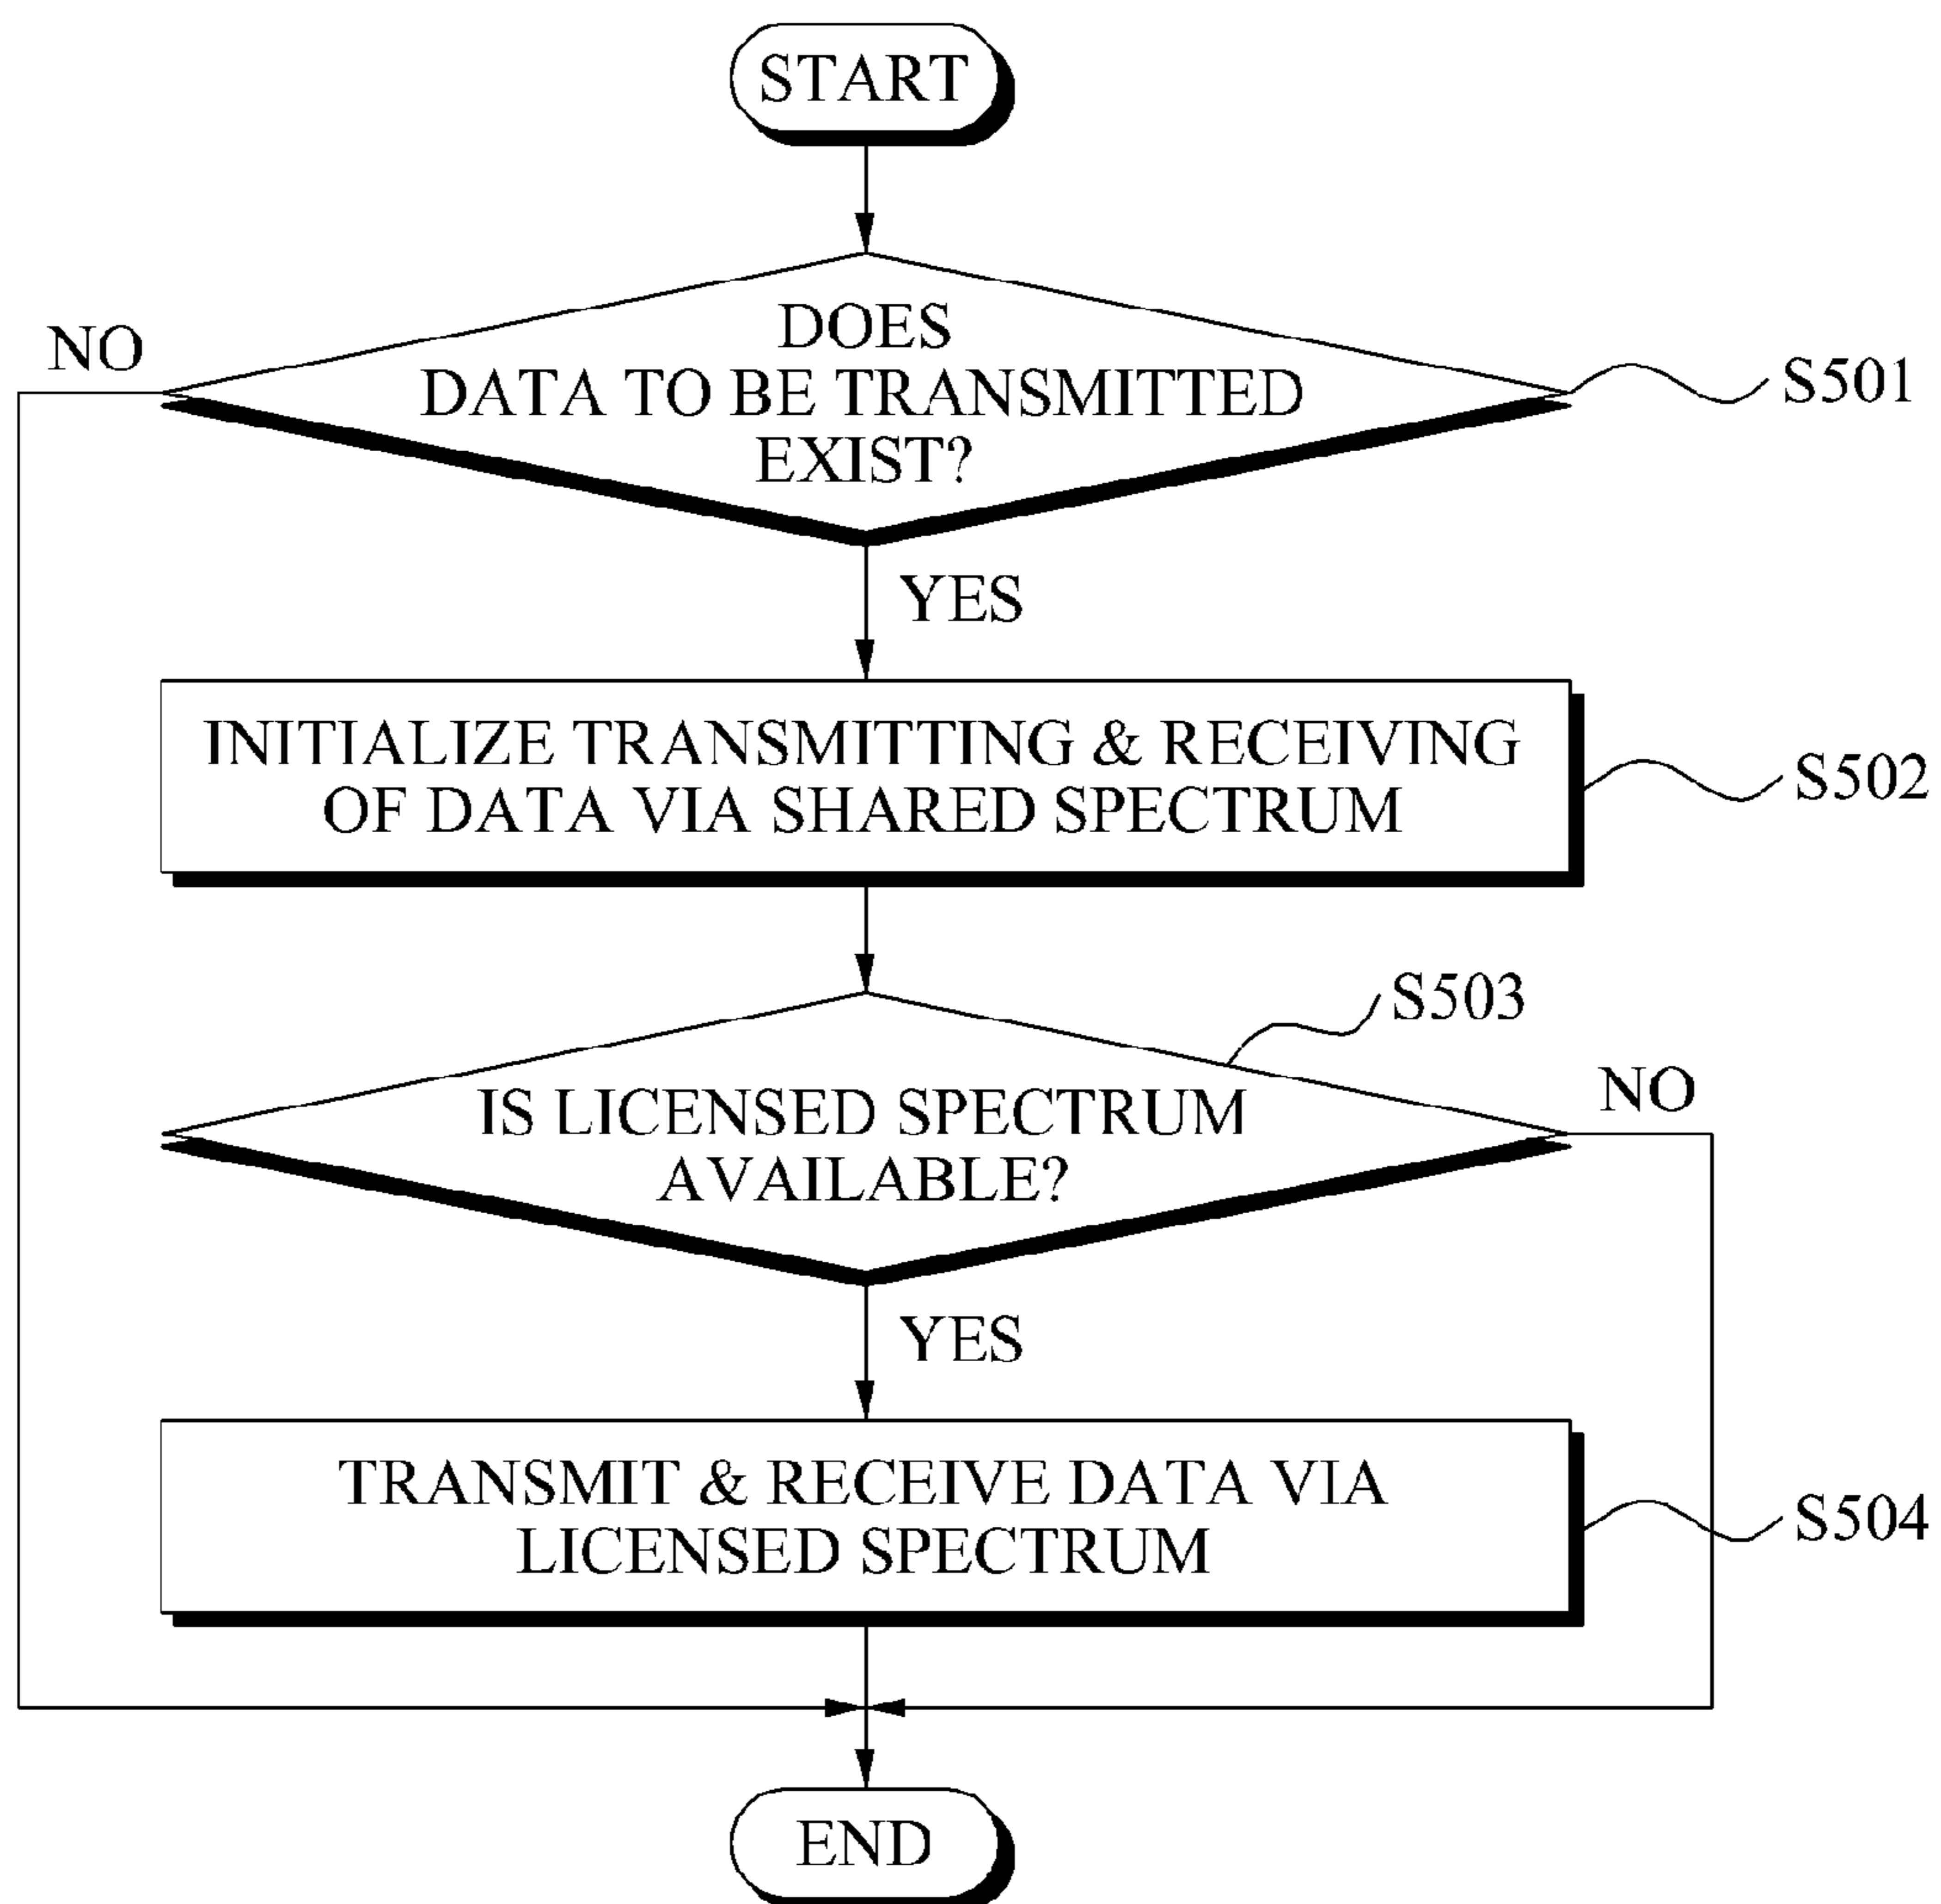 START
DOES
DATA TO BE TRANSMITTED
EXIST?
NO
S501
YES
INITIALIZE TRANSMITTING & RECEIVING
OF DATA VIA SHARED SPECTRUM
S502
S503
IS LICENSED SPECTRUM
AVAILABLE?
NO
YES
TRANSMIT & RECEIVE DATA VIA
LICENSED SPECTRUM
S504
END